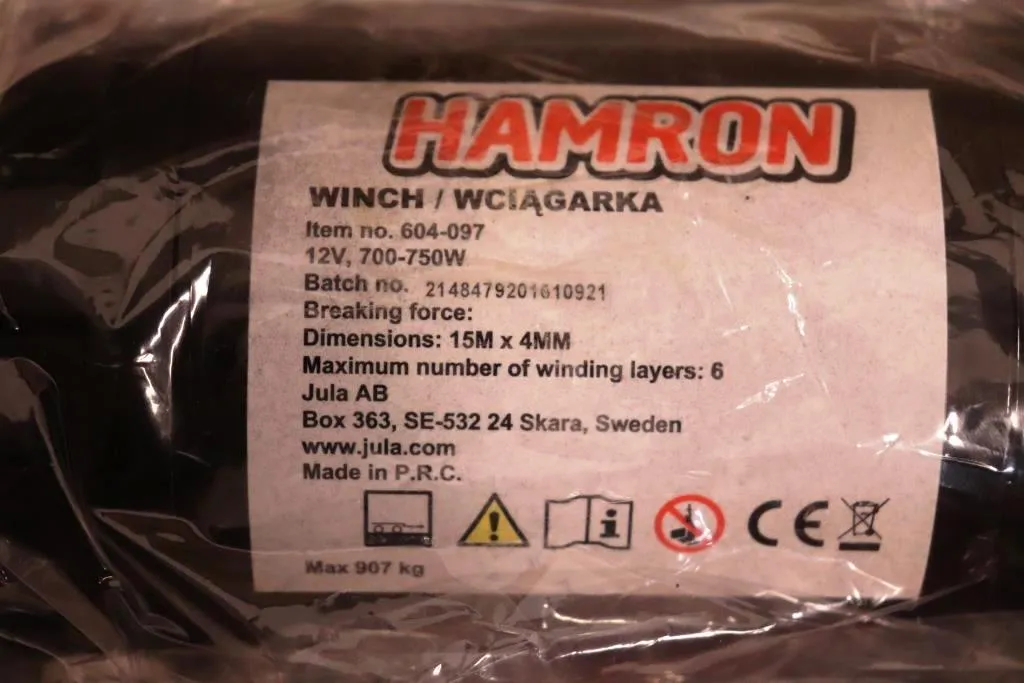 HAMRON
WINCH / WCIĄGARKA
Item no. 604-097
12V, 700-750W
Batch no. 2148479201610921
Breaking force:
Dimensions: 15M x 4MM
Maximum number of winding layers: 6
Jula AB
Box 363, SE-532 24 Skara, Sweden
www.jula.com
Made in P.R.C.
CE
Max 907 kg